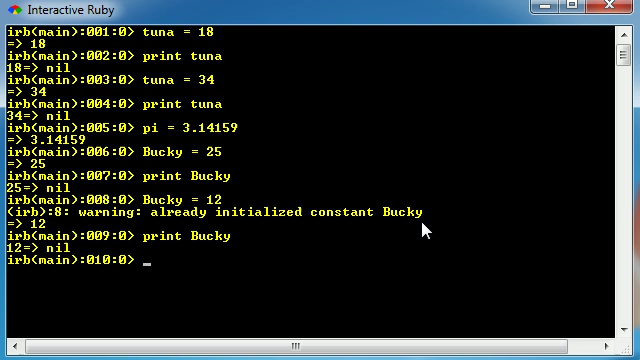 Interactive Ruby
irb(main):001:0> tuna = 18
=> 18
irb(main):002:0> print tuna
18=> nil
irb(main):003:0> tuna = 34
=> 34
irb(main):004:0> print tuna
34=> nil
irb(main):005:0> pi = 3.14159
=> 3.14159
irb(main):006:0> Bucky = 25
=> 25
irb(main):007:0> print Bucky
25=> nil
irb(main):008:0> Bucky = 12
(irb):8: warning: already initialized constant Bucky
=> 12
irb(main):009:0> print Bucky
12=> nil
irb(main):010:0> _